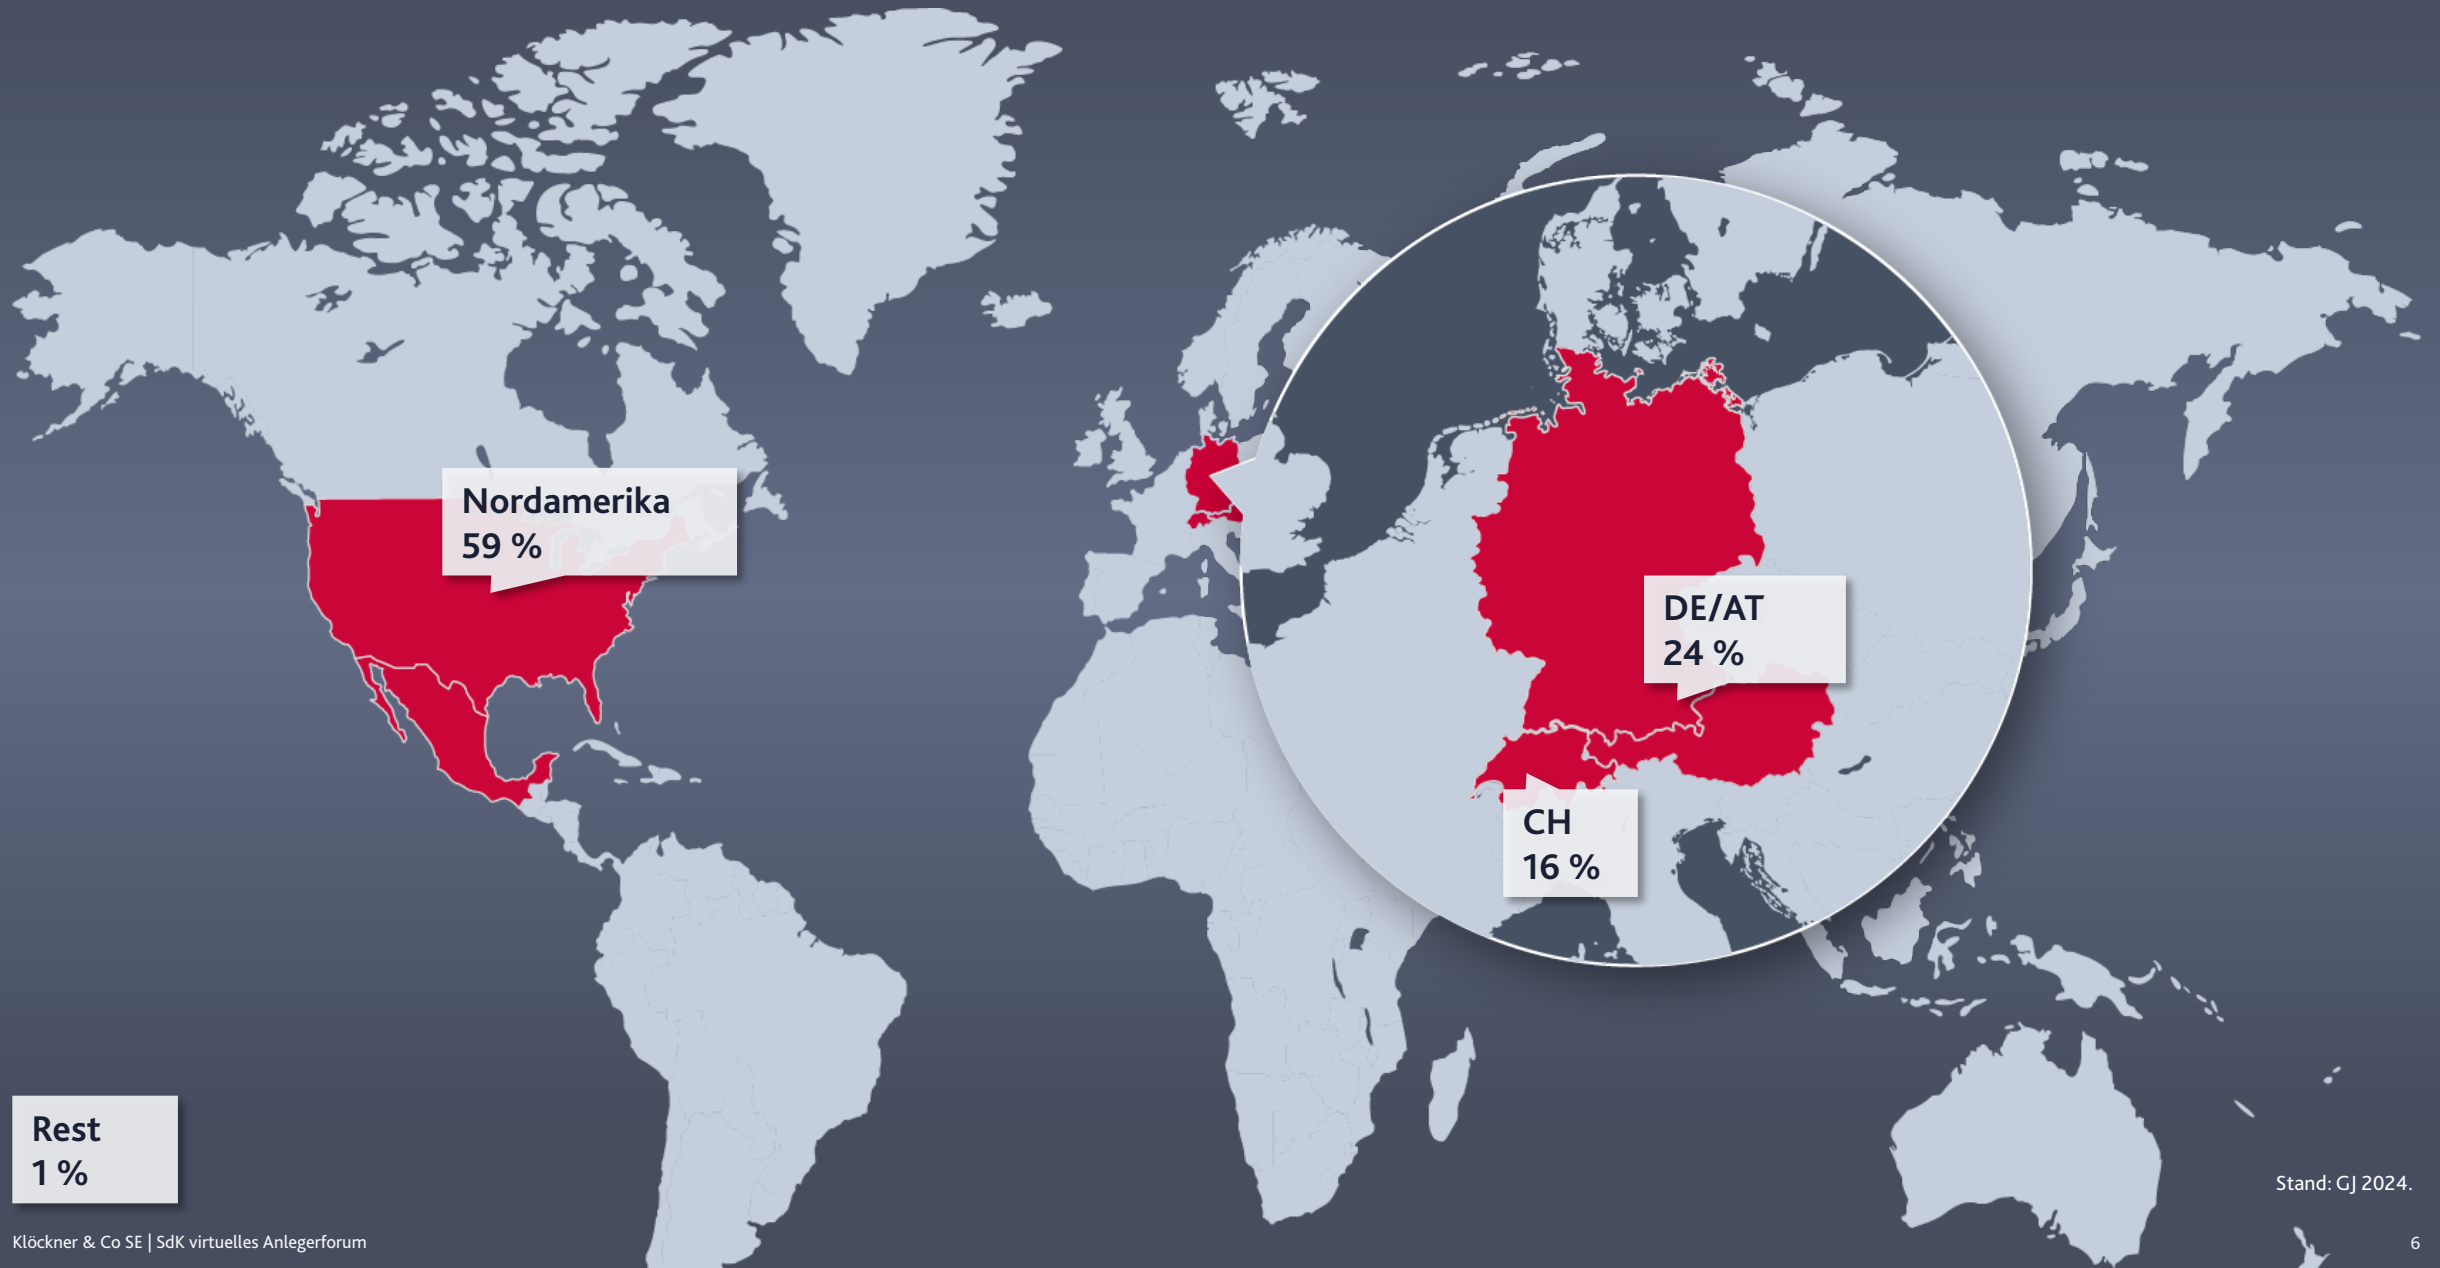 Nordamerika
59 %
DE/AT
24 %
CH
16 %
Rest
1 %
Stand: GJ 2024.
Klöckner & Co SE | SdK virtuelles Anlegerforum
6